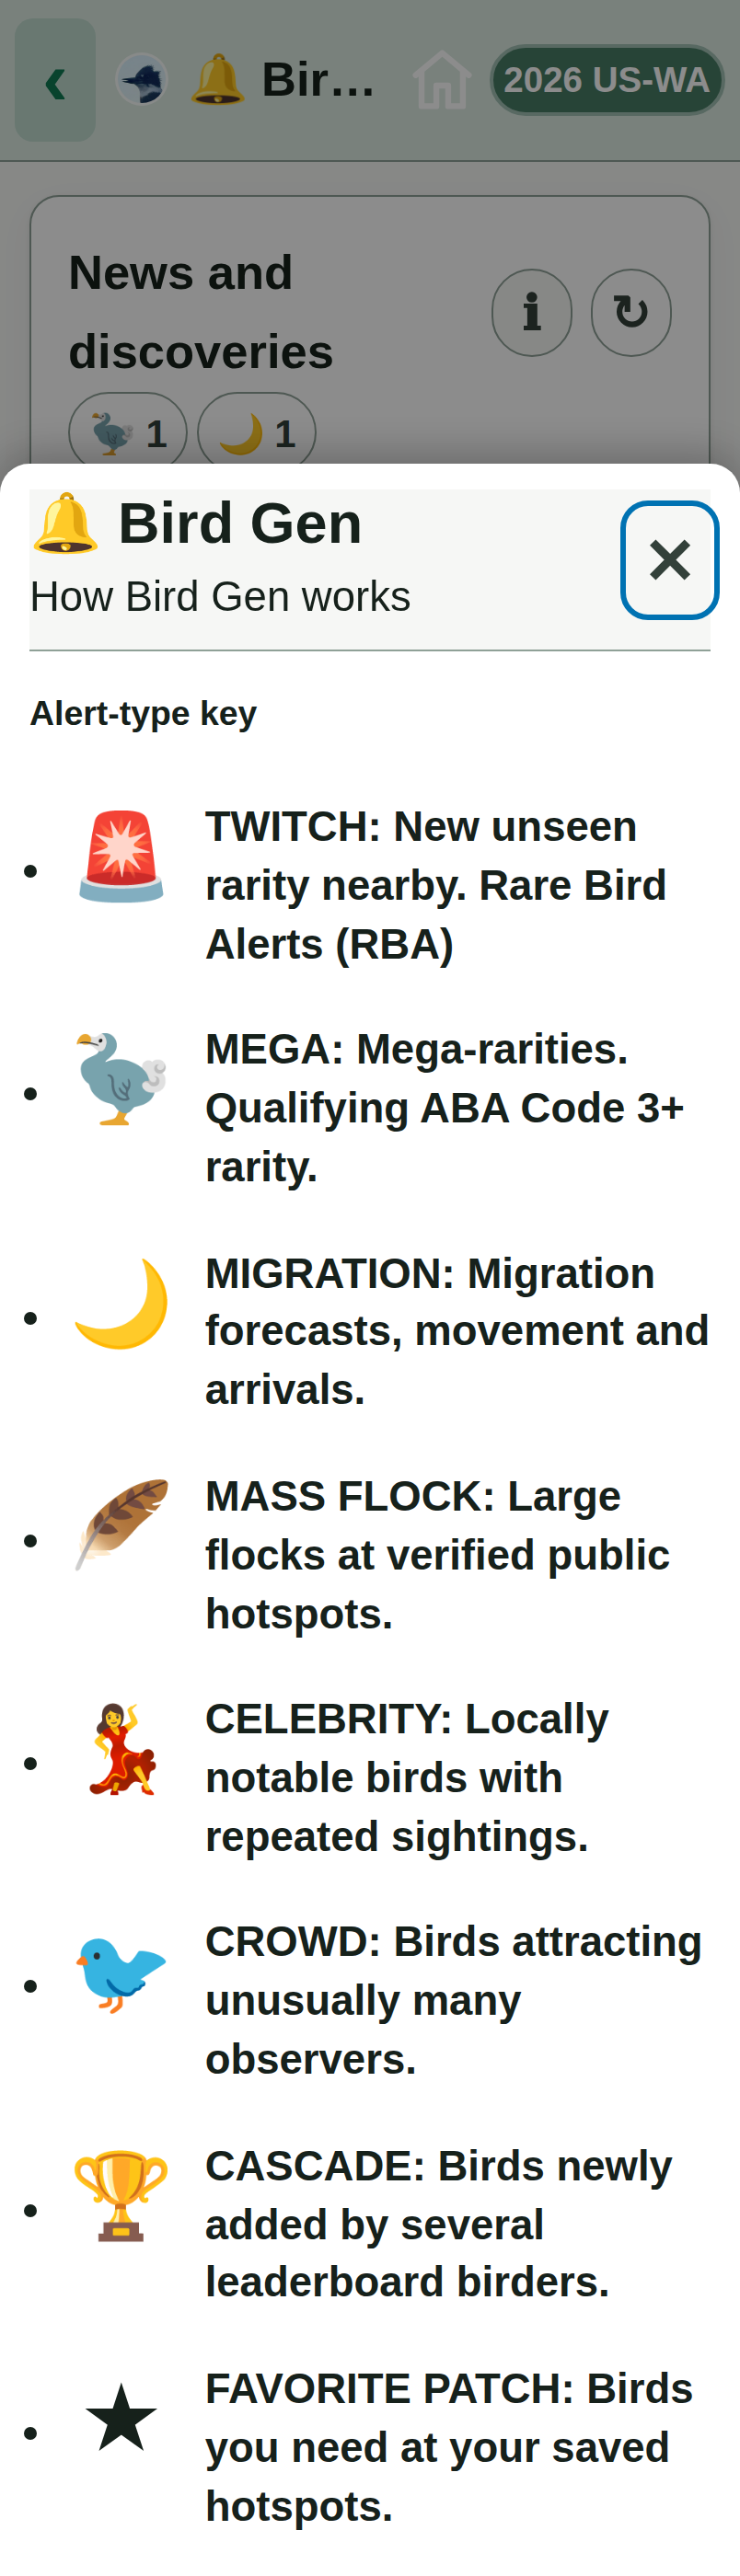 ‹ 🔔 Bir… 2026 US-WA
News and
discoveries
ℹ ↻
🦤 1 🌙 1
🔔 Bird Gen
How Bird Gen works
✕
Alert-type key
• 🚨 TWITCH: New unseen
rarity nearby. Rare Bird
Alerts (RBA)
• 🦤 MEGA: Mega-rarities.
Qualifying ABA Code 3+
rarity.
• 🌙 MIGRATION: Migration
forecasts, movement and
arrivals.
• 🪶 MASS FLOCK: Large
flocks at verified public
hotspots.
• 💃 CELEBRITY: Locally
notable birds with
repeated sightings.
• 🐦 CROWD: Birds attracting
unusually many
observers.
• 🏆 CASCADE: Birds newly
added by several
leaderboard birders.
• ★ FAVORITE PATCH: Birds
you need at your saved
hotspots.